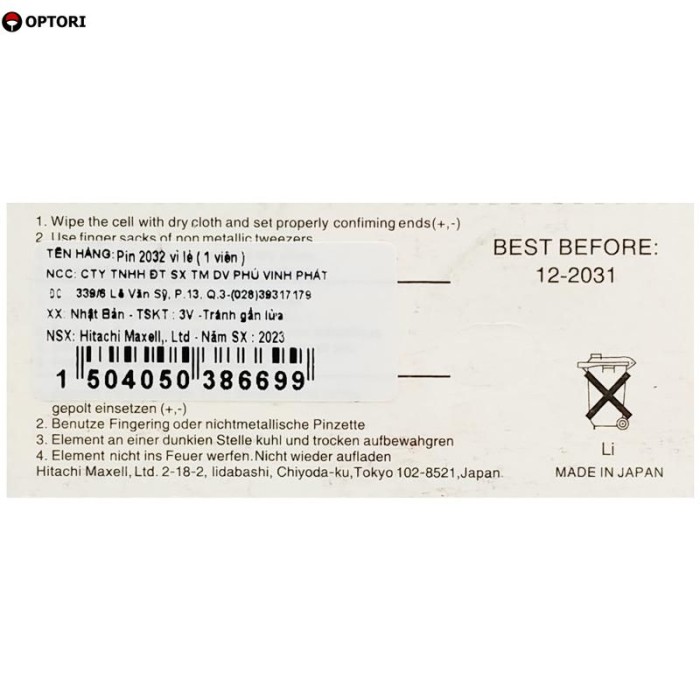 OPTORI
1. Wipe the cell with dry cloth and set properly confiming ends(+,-)
2. Use finger sacks of non metallic tweezers
BEST BEFORE:
12-2031
TÊN HÀNG: Pin 2032 vỉ lẻ ( 1 viên )
NCC: CTY TNHH ĐT SX TM DV PHÚ VINH PHÁT
ĐC 339/6 Lê Văn Sỹ, P.13, Q.3-(028)39317179
XX: Nhật Bản - TSKT : 3V -Tránh gần lửa
NSX: Hitachi Maxell,. Ltd - Năm SX : 2023
1 504050 386699
gepolt einsetzen (+,-)
2. Benutze Fingering oder nichtmetallische Pinzette
3. Element an einer dunklen Stelle kuhl und trocken aufbewahgren
4. Element nicht ins Feuer werfen. Nicht wieder aufladen
Hitachi Maxell, Ltd. 2-18-2, Iidabashi, Chiyoda-ku, Tokyo 102-8521, Japan.
Li
MADE IN JAPAN